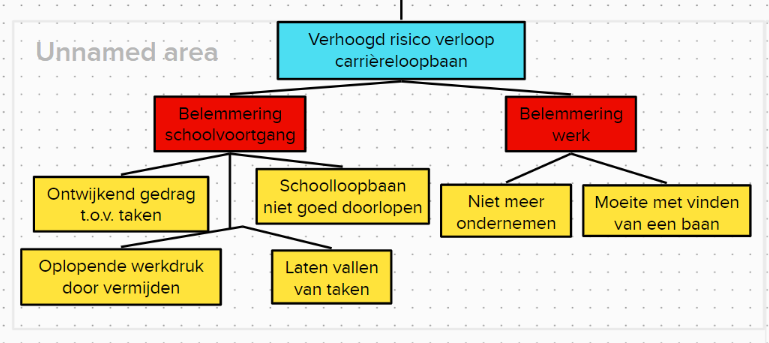 Unnamed area
Verhoogd risico verloop
carrièreloopbaan
Belemmering
schoolvoortgang
Belemmering
werk
Ontwijkend gedrag
t.o.v. taken
Schoolloopbaan
niet goed doorlopen
Niet meer
ondernemen
Moeite met vinden
van een baan
Oplopende werkdruk
door vermijden
Laten vallen
van taken